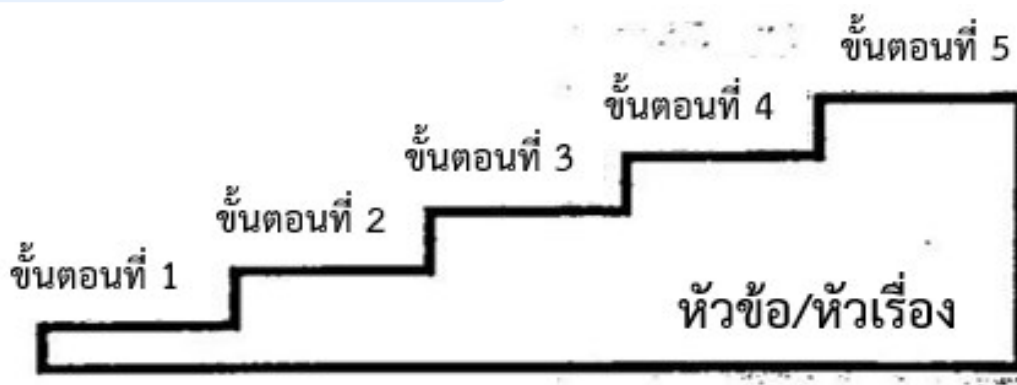 ขั้นตอนที่ 1
ขั้นตอนที่ 2
ขั้นตอนที่ 3
ขั้นตอนที่ 4
ขั้นตอนที่ 5
หัวข้อ/หัวเรื่อง